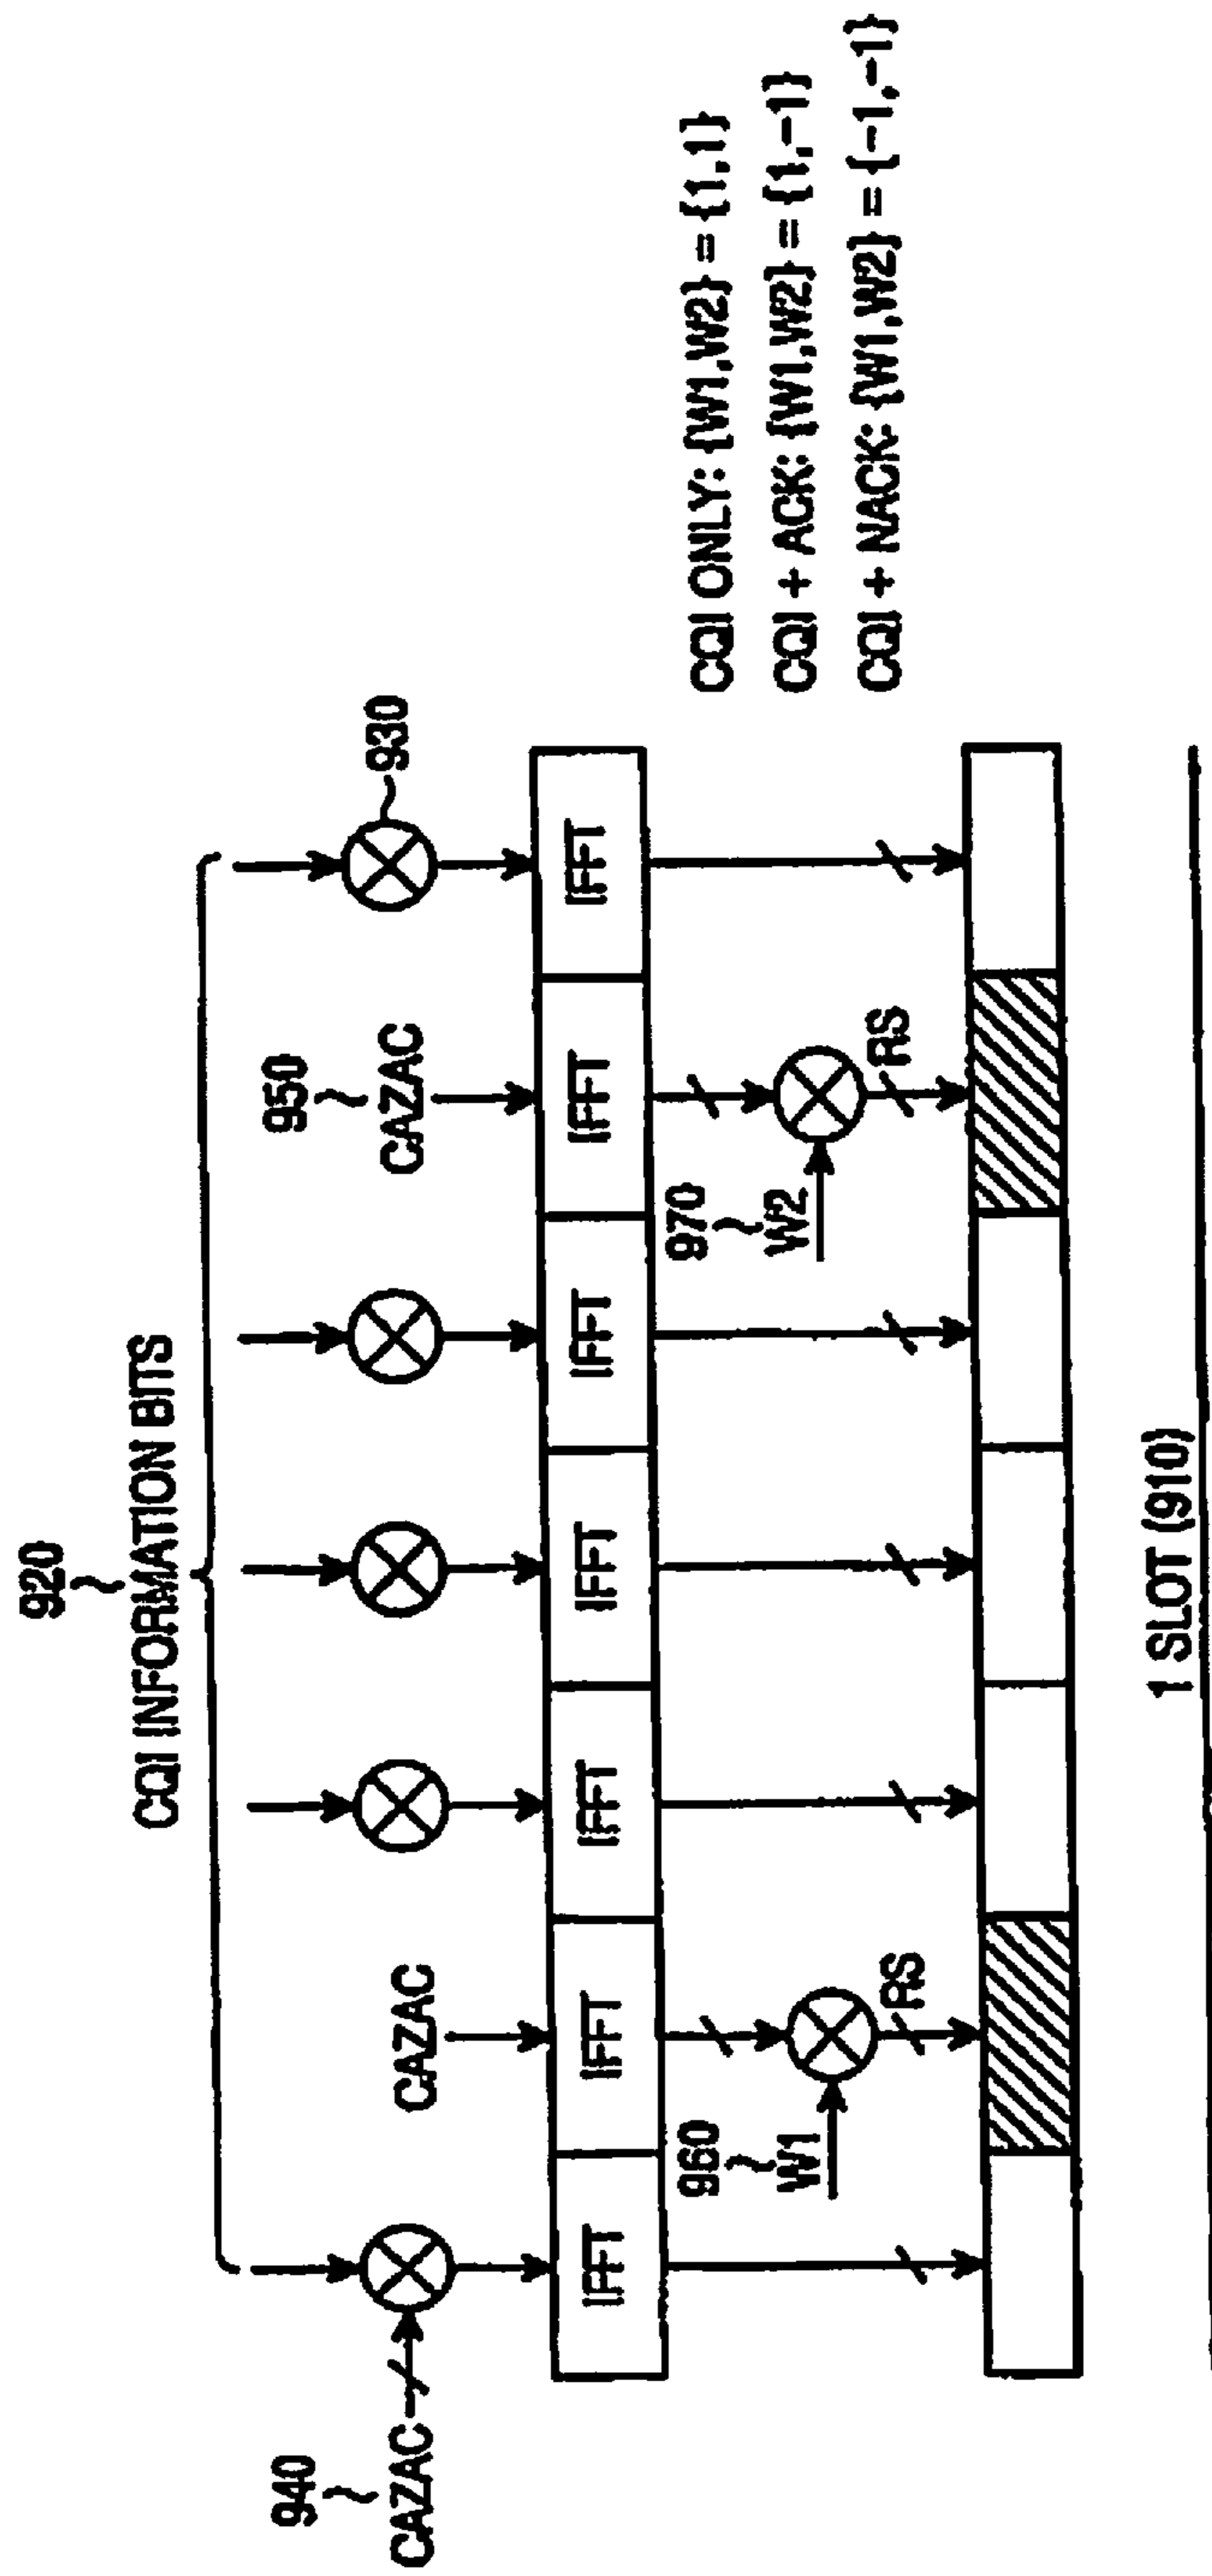 920
CQI INFORMATION BITS
940
CAZAC
CAZAC
950
CAZAC
930
IFFT
IFFT
IFFT
IFFT
IFFT
IFFT
IFFT
960
W1
RS
970
W2
RS
CQI ONLY: {W1,W2} = {1,1}
CQI + ACK: {W1,W2} = {1,-1}
CQI + NACK: {W1,W2} = {-1,-1}
1 SLOT (910)